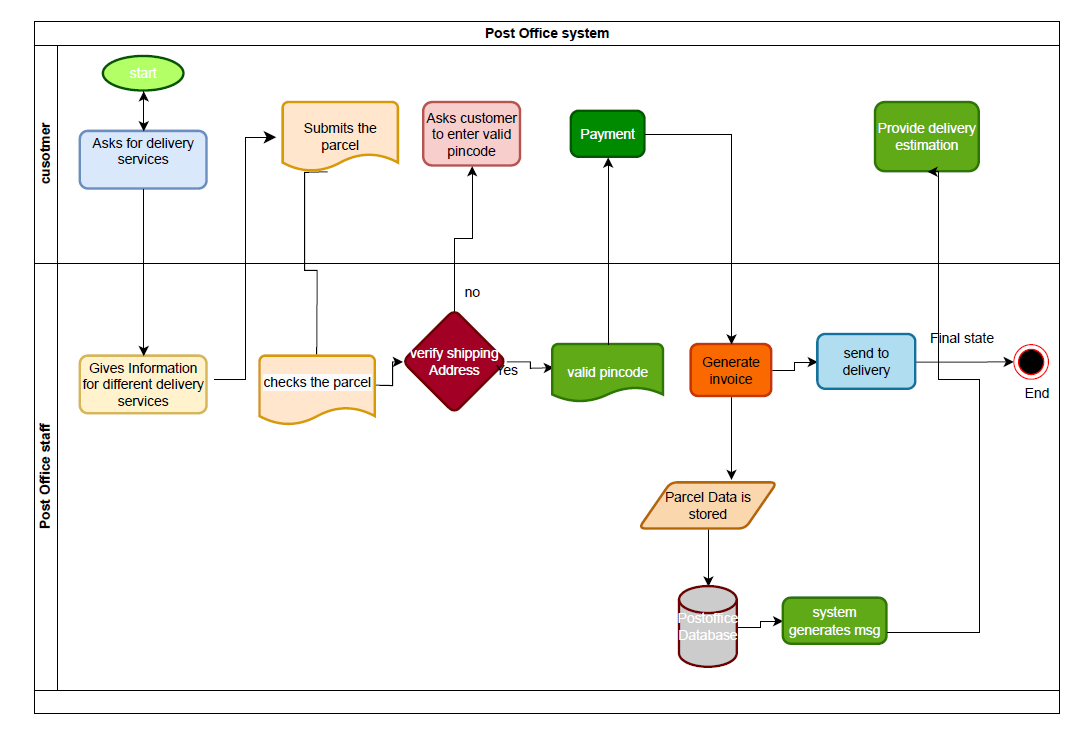 Post Office system
cusotmer
start
Asks for delivery
services
Submits the
parcel
Asks customer
to enter valid
pincode
Payment
Provide delivery
estimation
Post Office staff
no
Gives Information
for different delivery
services
checks the parcel
verify shipping
Address
Yes
valid pincode
Generate
invoice
send to
delivery
Final state
End
Parcel Data is
stored
Postoffice
Database
system
generates msg